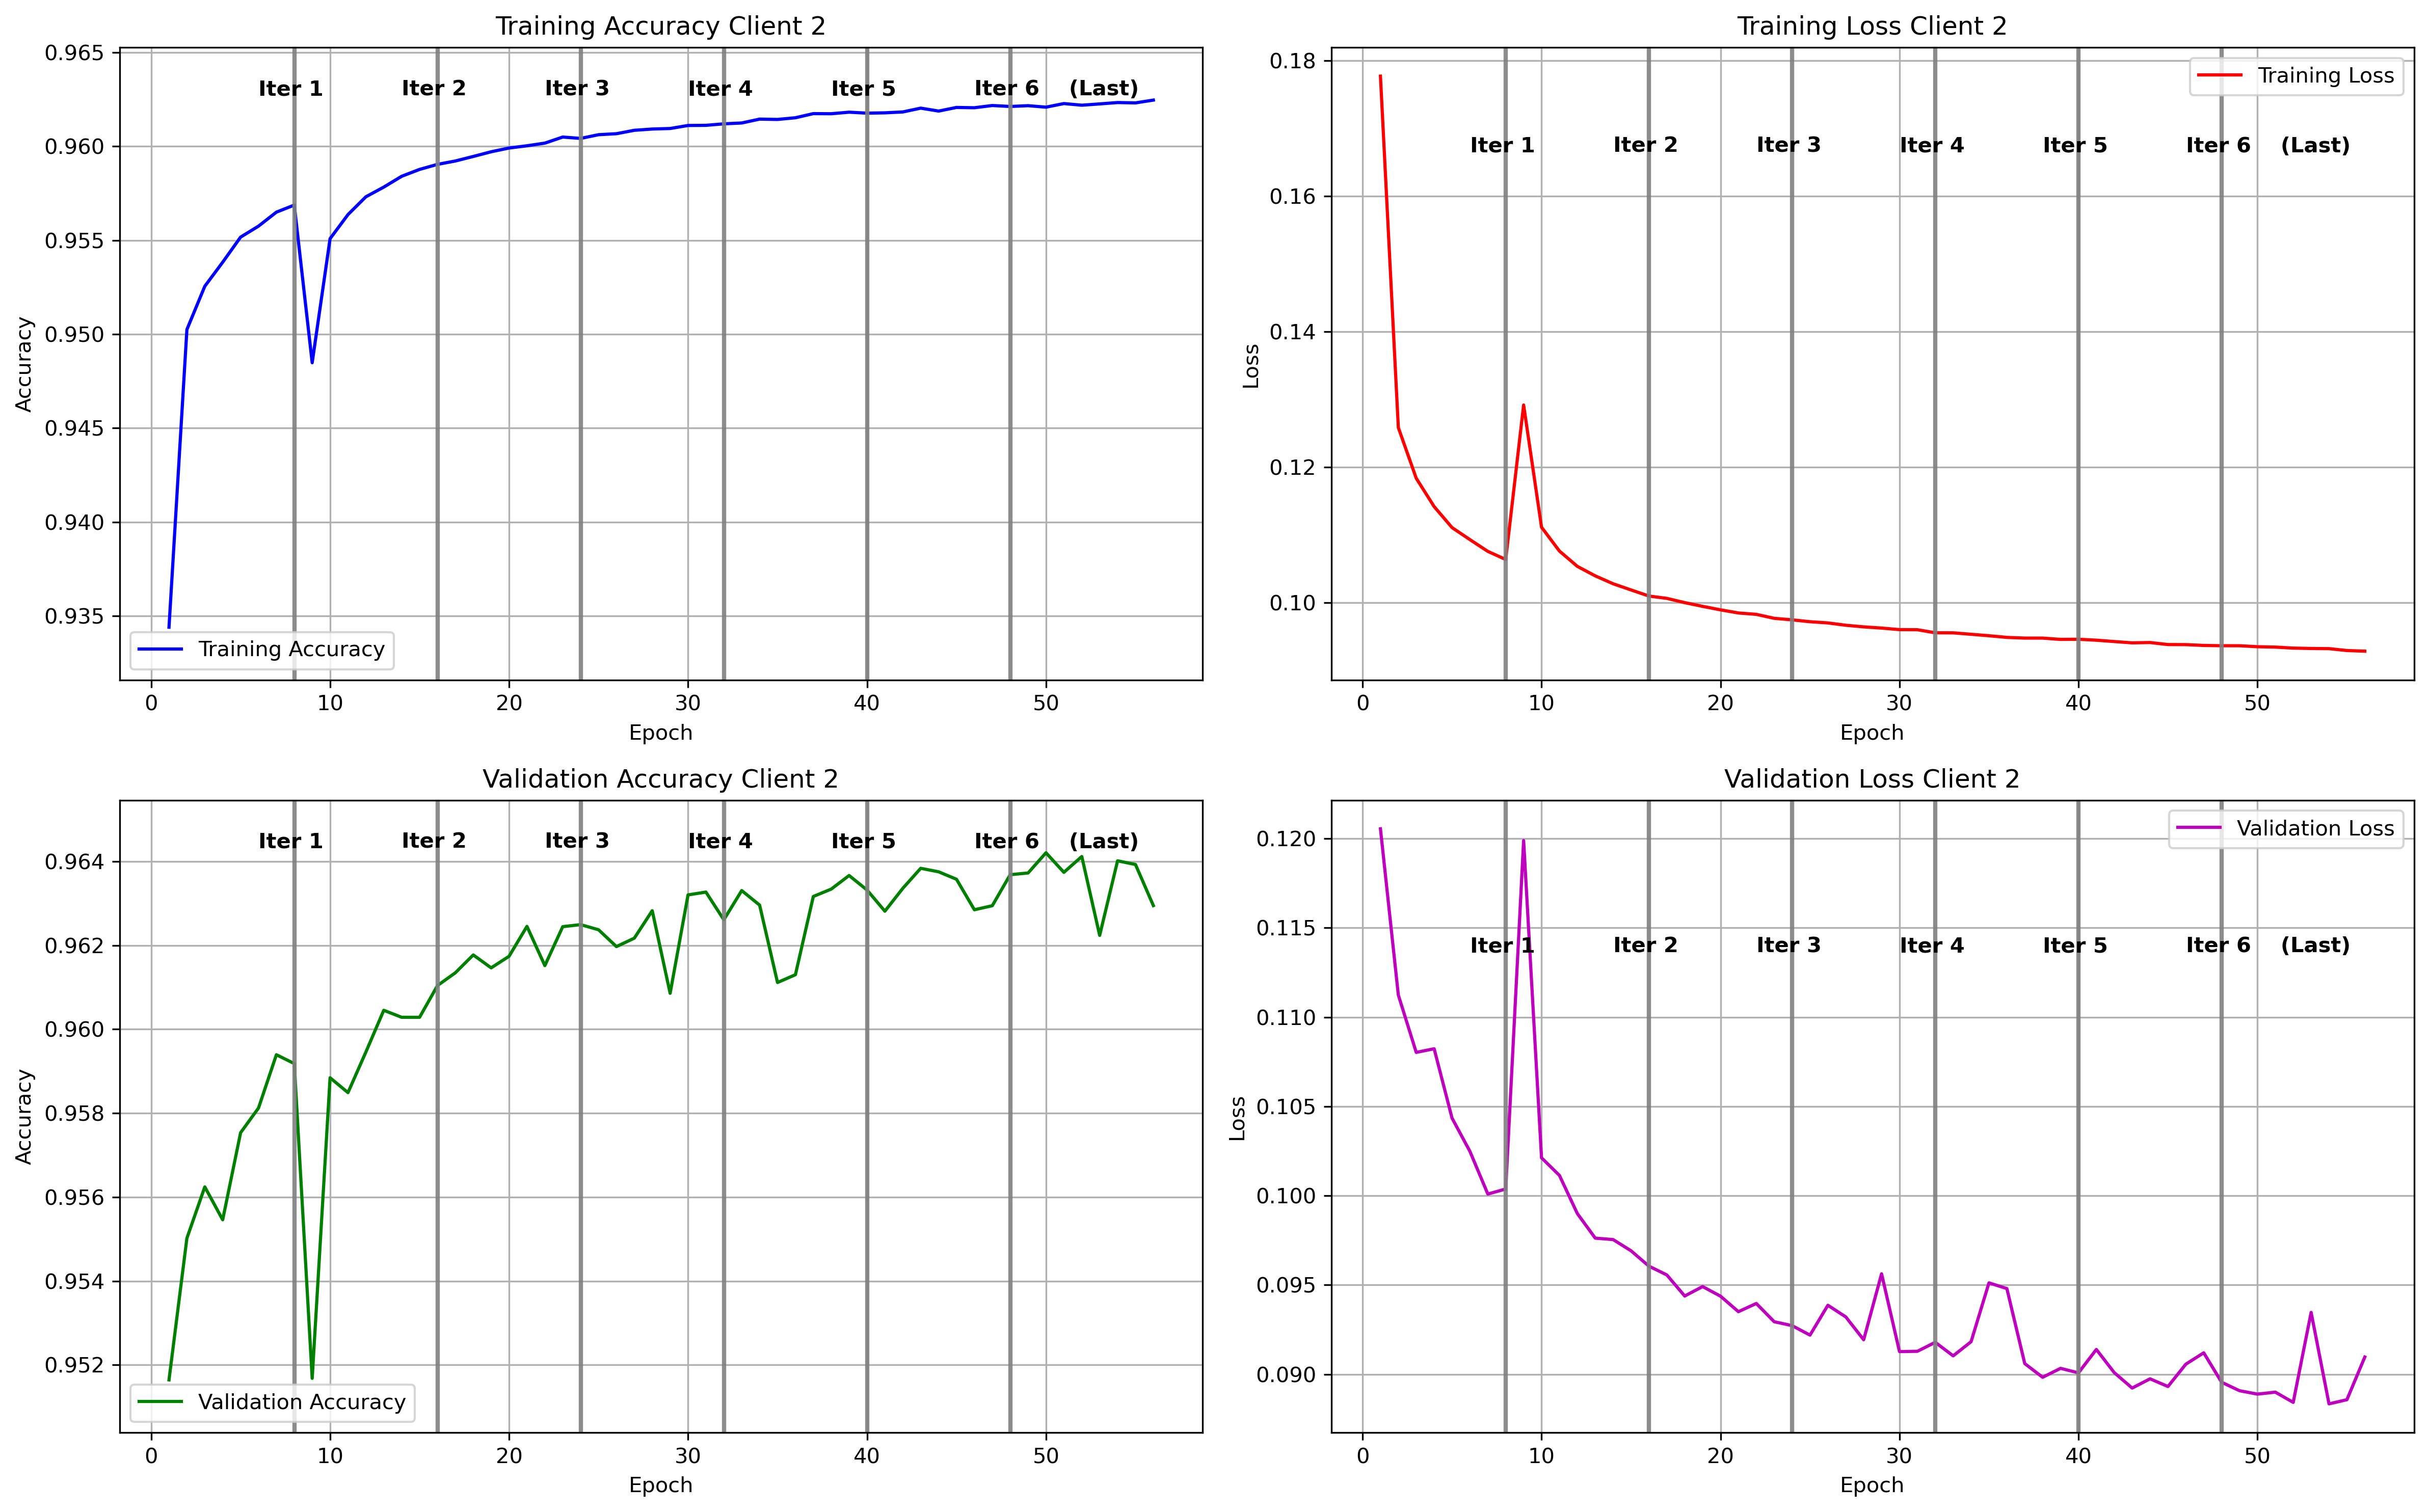 Training Accuracy Client 2
0.965
0.960
0.955
0.950
0.945
0.940
0.935
Accuracy
Iter 1 Iter 2 Iter 3 Iter 4 Iter 5 Iter 6 (Last)
Training Accuracy
0 10 20 30 40 50
Epoch
Training Loss Client 2
0.18
0.16
0.14
0.12
0.10
Loss
Training Loss
Iter 1 Iter 2 Iter 3 Iter 4 Iter 5 Iter 6 (Last)
0 10 20 30 40 50
Epoch
Validation Accuracy Client 2
0.964
0.962
0.960
0.958
0.956
0.954
0.952
Accuracy
Iter 1 Iter 2 Iter 3 Iter 4 Iter 5 Iter 6 (Last)
Validation Accuracy
0 10 20 30 40 50
Epoch
Validation Loss Client 2
0.120
0.115
0.110
0.105
0.100
0.095
0.090
Loss
Validation Loss
Iter 1 Iter 2 Iter 3 Iter 4 Iter 5 Iter 6 (Last)
0 10 20 30 40 50
Epoch